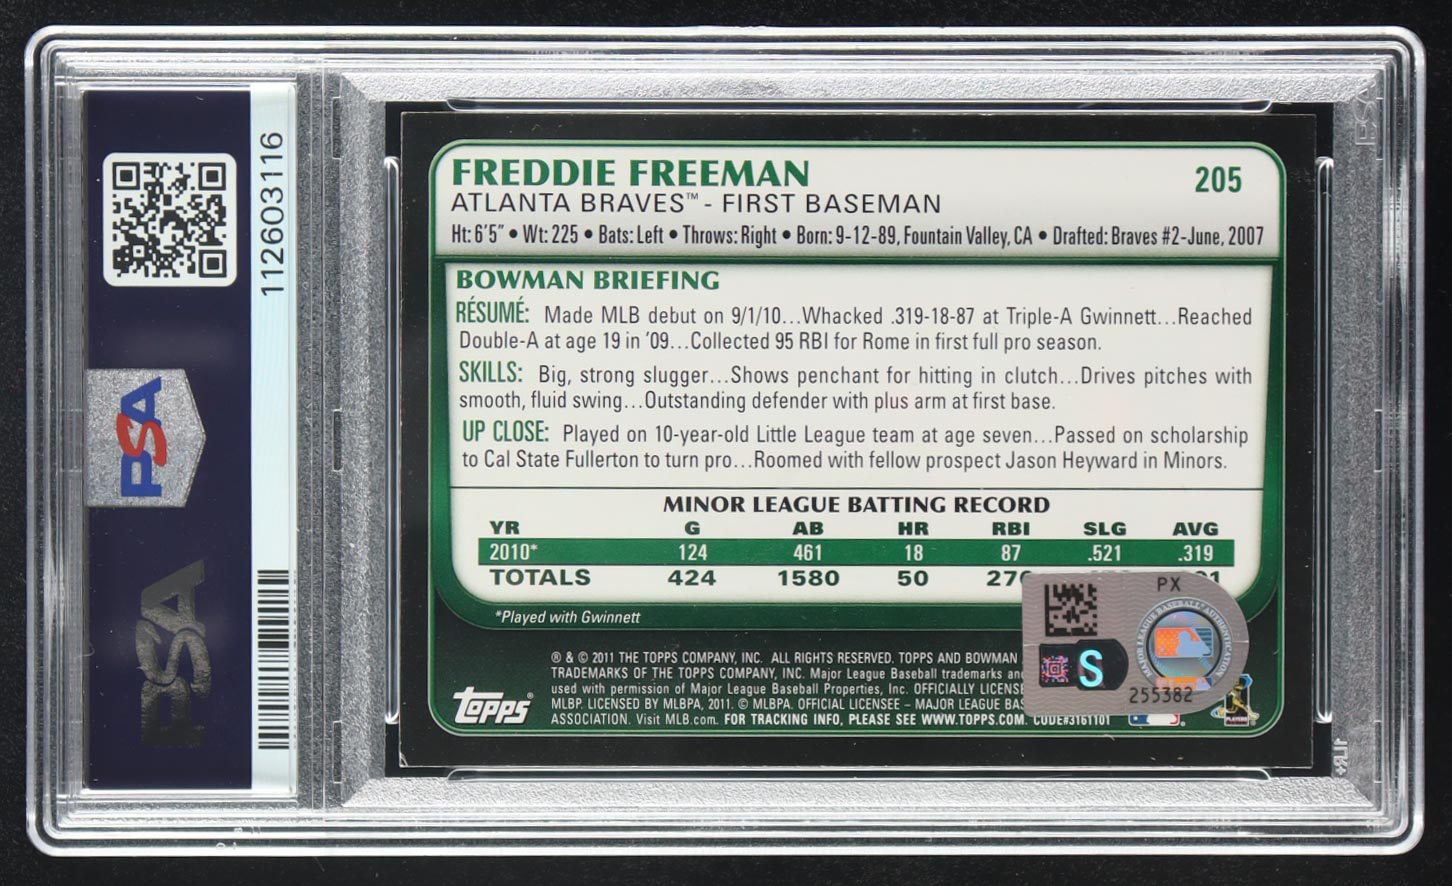 112603116
PSA
PSA
FREDDIE FREEMAN
205
ATLANTA BRAVES™ - FIRST BASEMAN
Ht: 6'5" • Wt: 225 • Bats: Left • Throws: Right • Born: 9-12-89, Fountain Valley, CA • Drafted: Braves #2-June, 2007
BOWMAN BRIEFING
RÉSUMÉ: Made MLB debut on 9/1/10...Whacked .319-18-87 at Triple-A Gwinnett...Reached
Double-A at age 19 in '09...Collected 95 RBI for Rome in first full pro season.
SKILLS: Big, strong slugger...Shows penchant for hitting in clutch...Drives pitches with
smooth, fluid swing...Outstanding defender with plus arm at first base.
UP CLOSE: Played on 10-year-old Little League team at age seven...Passed on scholarship
to Cal State Fullerton to turn pro...Roomed with fellow prospect Jason Heyward in Minors.
MINOR LEAGUE BATTING RECORD
YR G AB HR RBI SLG AVG
2010* 124 461 18 87 .521 .319
TOTALS 424 1580 50
*Played with Gwinnett
® & © 2011 THE TOPPS COMPANY, INC. ALL RIGHTS RESERVED. TOPPS AND BOWMAN
TRADEMARKS OF THE TOPPS COMPANY, INC. Major League Baseball trademarks
used with permission of Major League Baseball Properties, Inc. OFFICIALLY
MLBP. LICENSED BY MLBPA, 2011. © MLBPA. OFFICIAL LICENSEE – MAJOR LEAGUE
ASSOCIATION. Visit MLB.com. FOR TRACKING INFO, PLEASE SEE WWW.TOPPS.COM. CODE#3161101
Topps®
PX
MAJOR LEAGUE BASEBALL AUTHENTICATION
S
255382
PLAYERS